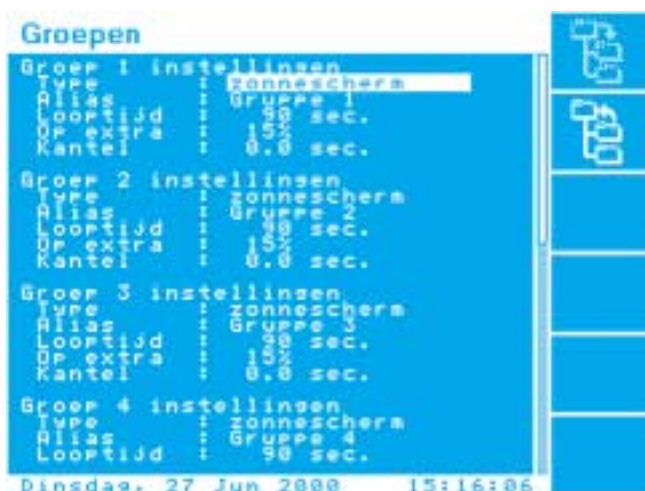 Groepen
Groep 1 instellingen
Type : zonnescherm
Alias : Gruppe 1
Looptijd : 90 sec.
Op extra : 15%
Kantel : 0.0 sec.
Groep 2 instellingen
Type : zonnescherm
Alias : Gruppe 2
Looptijd : 90 sec.
Op extra : 15%
Kantel : 0.0 sec.
Groep 3 instellingen
Type : zonnescherm
Alias : Gruppe 3
Looptijd : 90 sec.
Op extra : 15%
Kantel : 0.0 sec.
Groep 4 instellingen
Type : zonnescherm
Alias : Gruppe 4
Looptijd : 90 sec.
Dinsdag, 27 Jun 2000 15:16:06